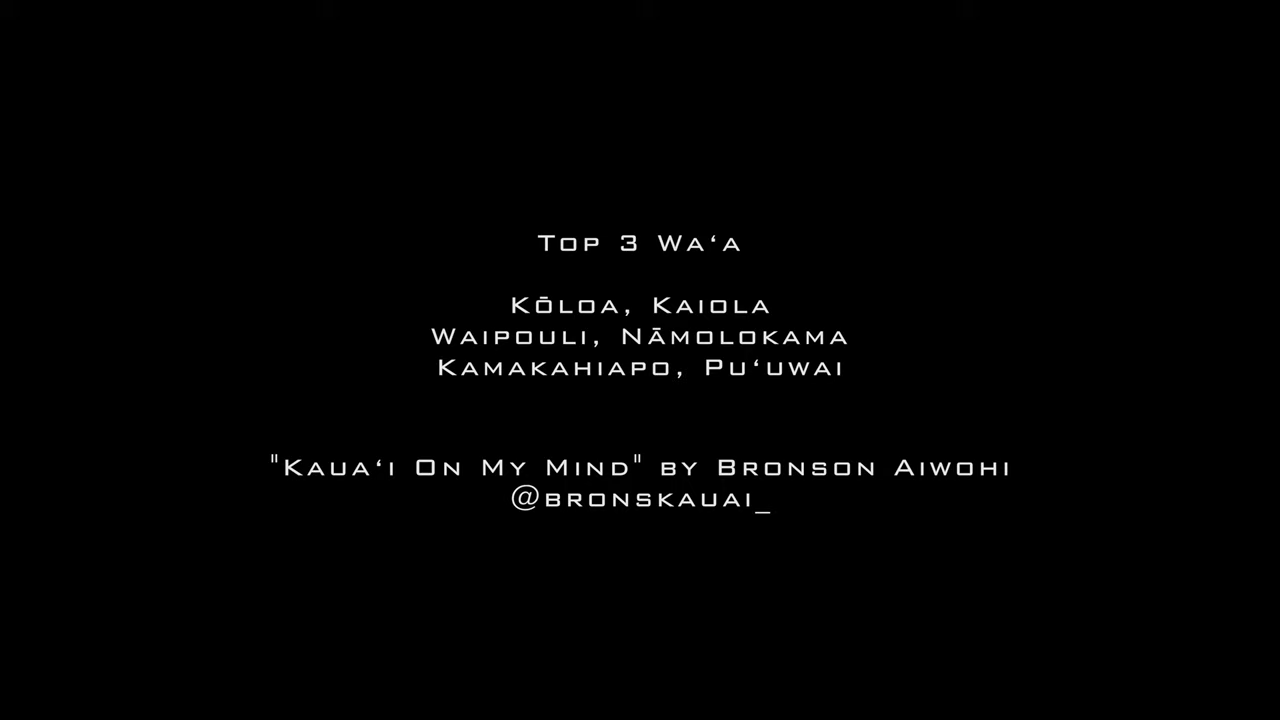 Top 3 Wa‘a
Kōloa, Kaiola
Waipouli, Nāmolokama
Kamakahiapo, Pu‘uwai
"Kaua‘i On My Mind" by Bronson Aiwohi
@bronskauai_